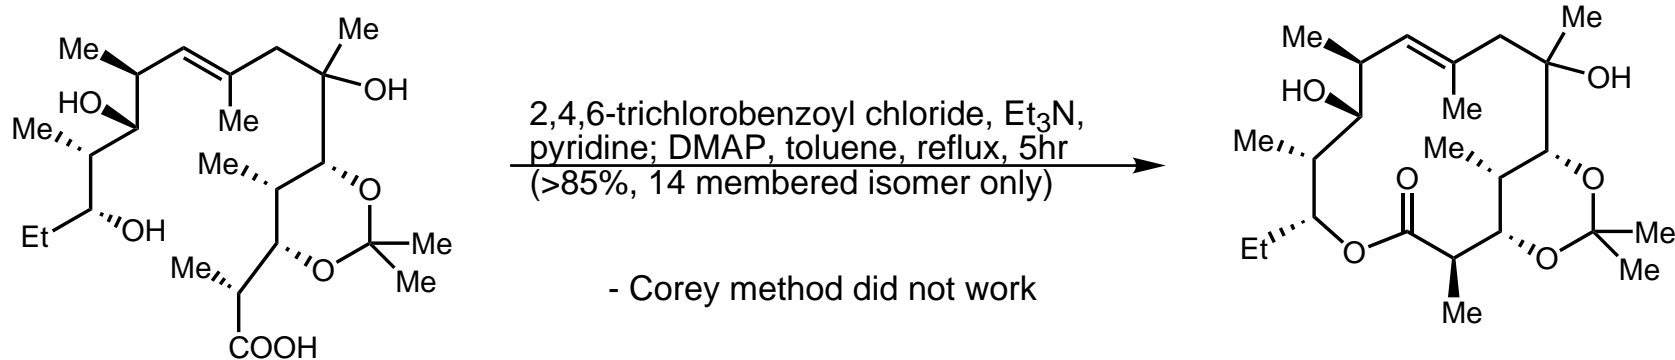 Me
Me
OH
HO
Me
Me
Me
O
Et
OH
Me
O
Me
Me
COOH
2,4,6-trichlorobenzoyl chloride, Et3N,
pyridine; DMAP, toluene, reflux, 5hr
(>85%, 14 membered isomer only)
- Corey method did not work
Me
Me
OH
HO
Me
Me
Me
O
O
Et
O
O
Me
Me
Me